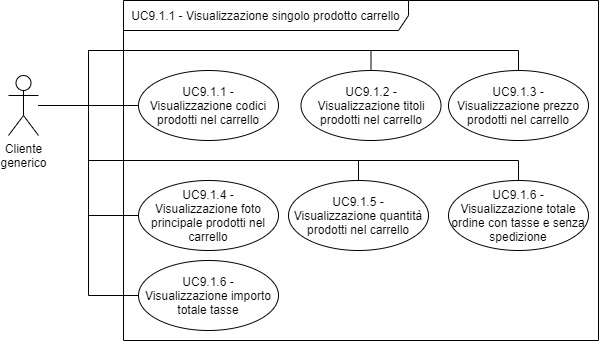 UC9.1.1 - Visualizzazione singolo prodotto carrello
UC9.1.1 -
Visualizzazione codici
prodotti nel carrello
UC9.1.2 -
Visualizzazione titoli
prodotti nel carrello
UC9.1.3 -
Visualizzazione prezzo
prodotti nel carrello
Cliente
generico
UC9.1.4 -
Visualizzazione foto
principale prodotti nel
carrello
UC9.1.5 -
Visualizzazione quantità
prodotti nel carrello
UC9.1.6 -
Visualizzazione totale
ordine con tasse e senza
spedizione
UC9.1.6 -
Visualizzazione importo
totale tasse